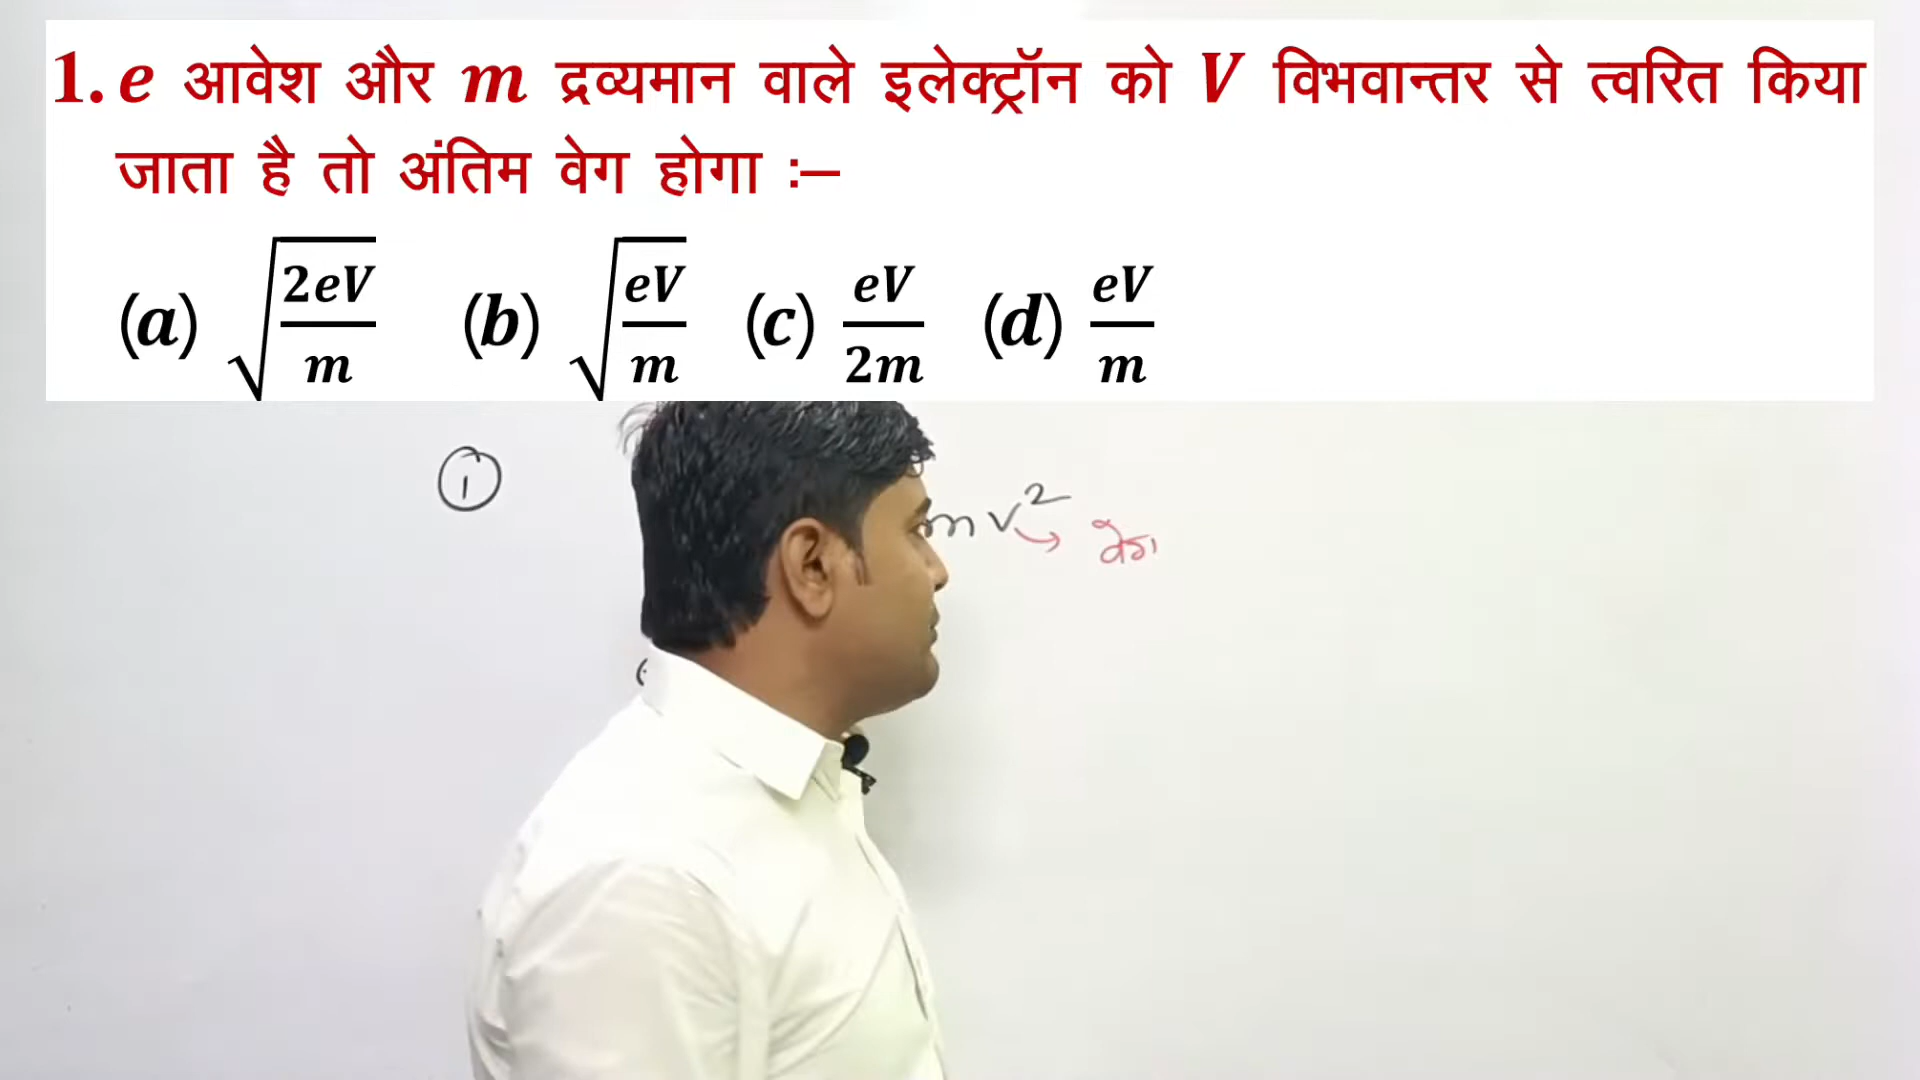 1. e आवेश और m द्रव्यमान वाले इलेक्ट्रॉन को V विभवान्तर से त्वरित किया
जाता है तो अंतिम वेग होगा :–
(a) √(2eV/m) (b) √(eV/m) (c) eV/2m (d) eV/m
①
mv² → वेग